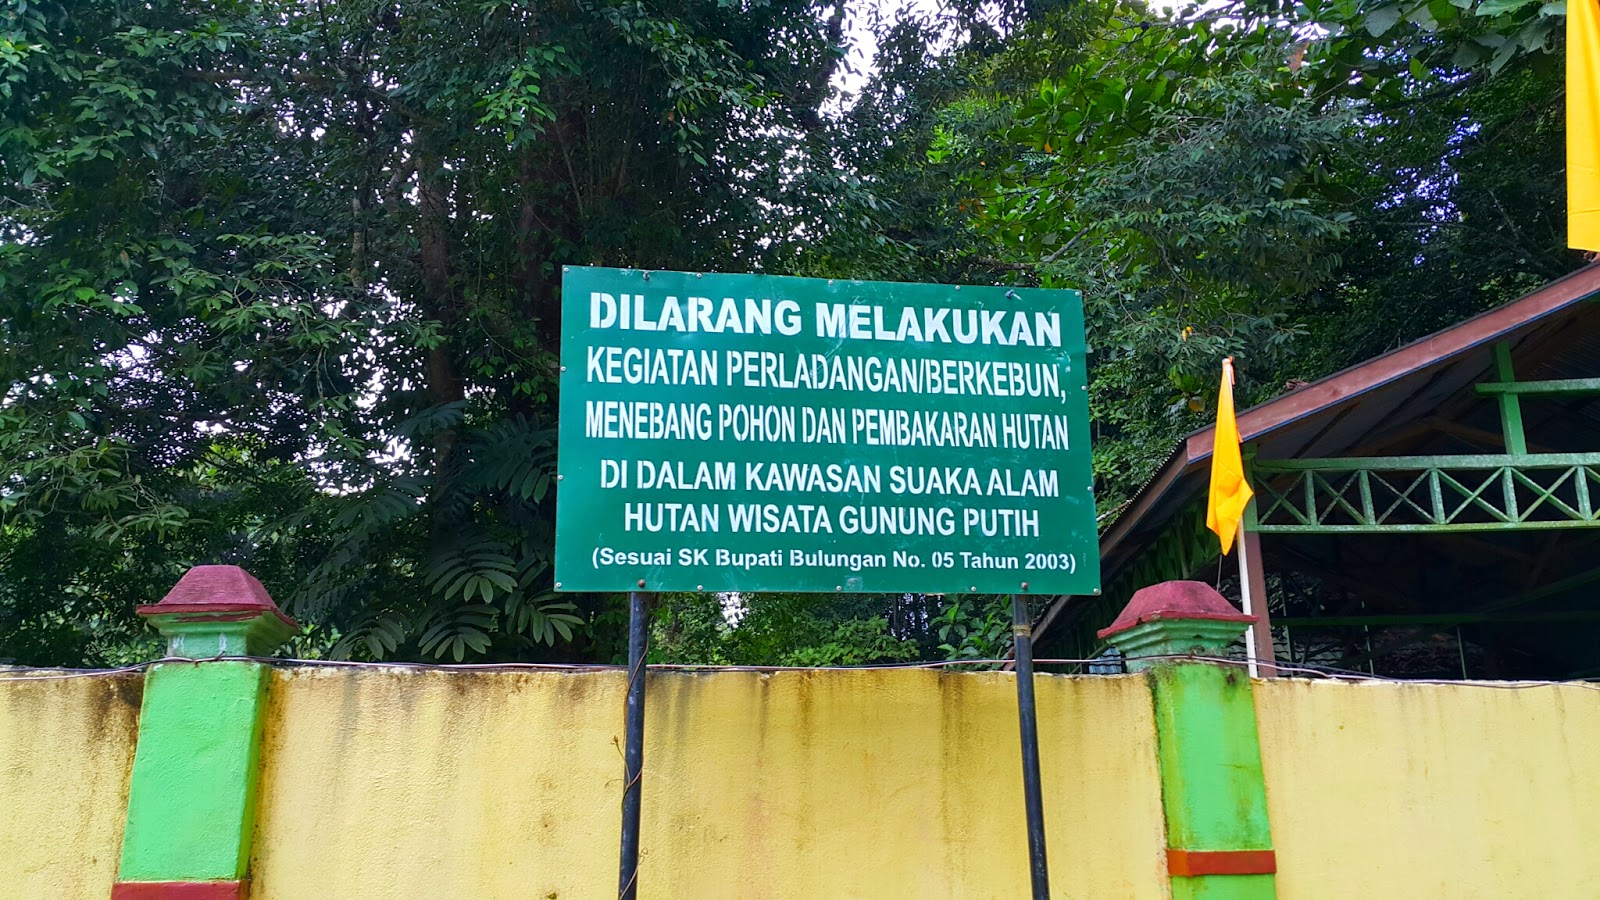 DILARANG MELAKUKAN
KEGIATAN PERLADANGAN/BERKEBUN,
MENEBANG POHON DAN PEMBAKARAN HUTAN
DI DALAM KAWASAN SUAKA ALAM
HUTAN WISATA GUNUNG PUTIH
(Sesuai SK Bupati Bulungan No. 05 Tahun 2003)